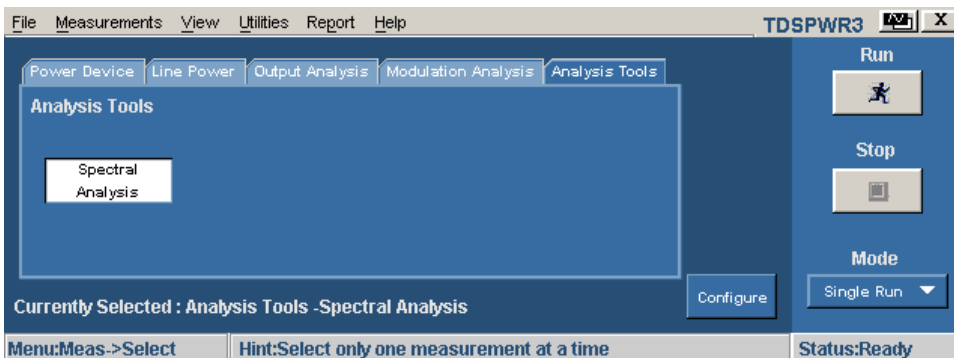 File Measurements View Utilities Report Help TDSPWR3 X
Power Device Line Power Output Analysis Modulation Analysis Analysis Tools
Analysis Tools
Spectral
Analysis
Run
Stop
Mode
Single Run
Configure
Currently Selected : Analysis Tools -Spectral Analysis
Menu:Meas->Select Hint:Select only one measurement at a time Status:Ready